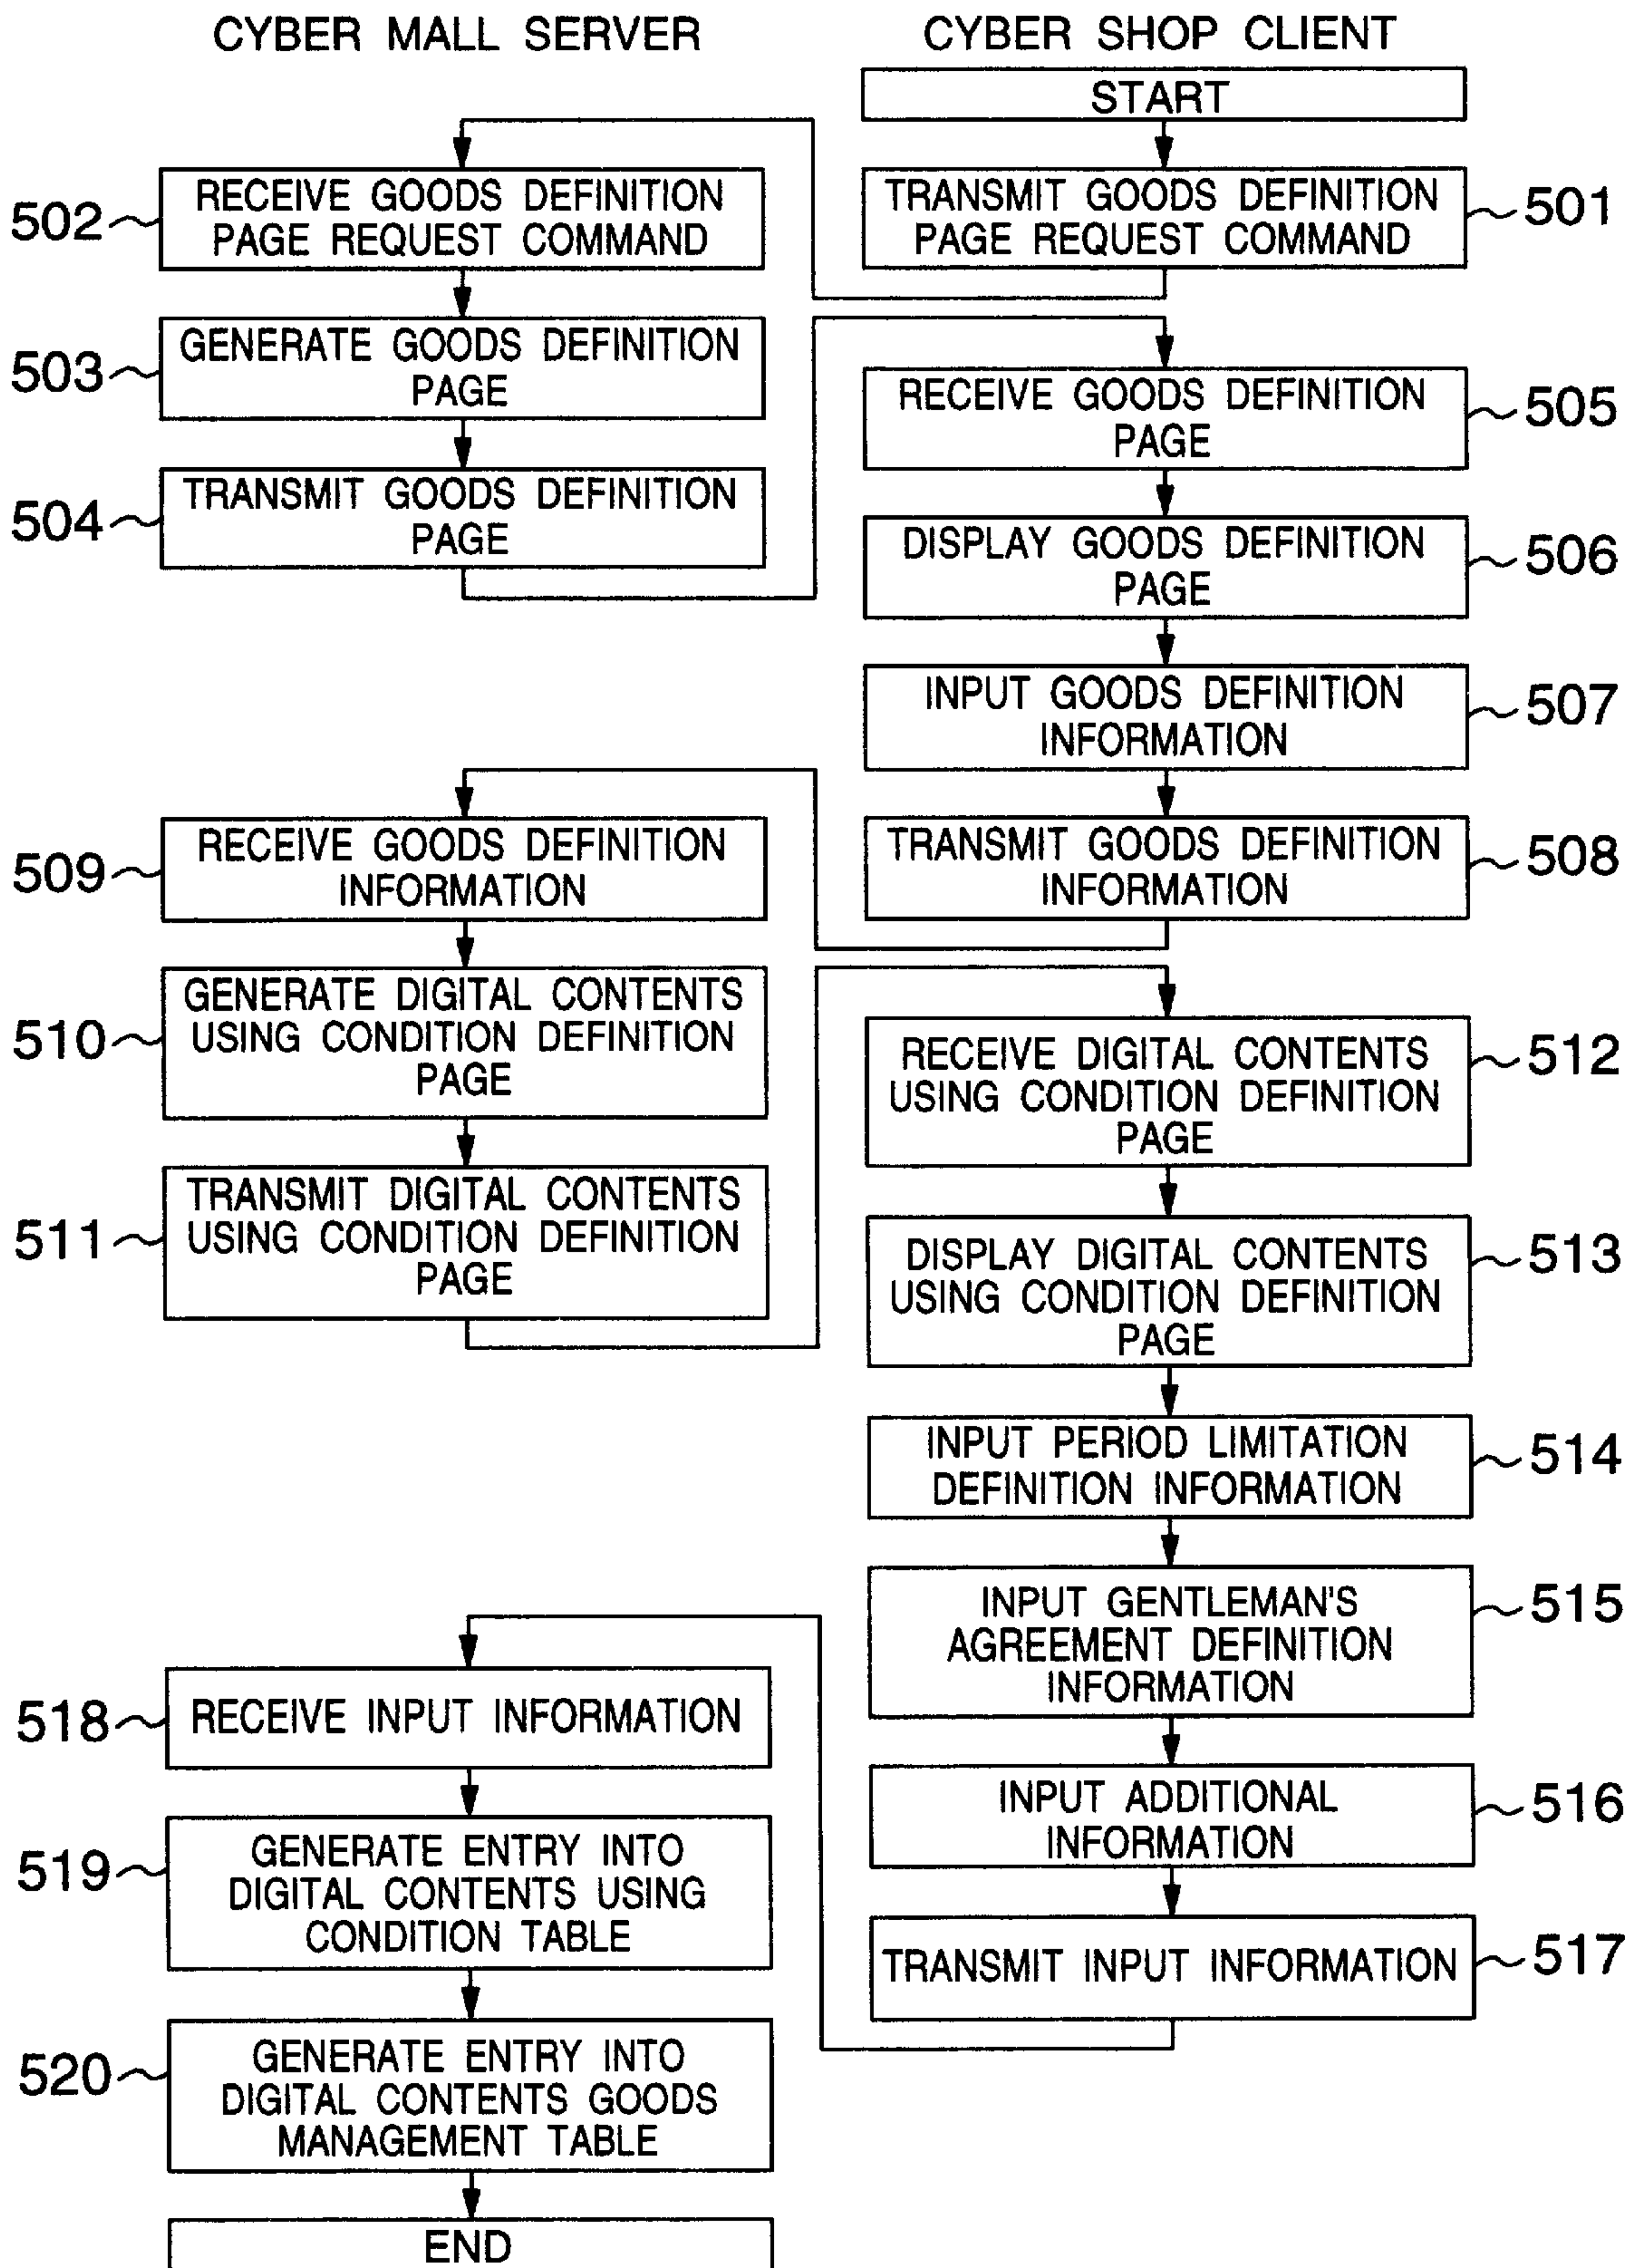 CYBER MALL SERVER
CYBER SHOP CLIENT
START
TRANSMIT GOODS DEFINITION
PAGE REQUEST COMMAND
501
502
RECEIVE GOODS DEFINITION
PAGE REQUEST COMMAND
503
GENERATE GOODS DEFINITION
PAGE
504
TRANSMIT GOODS DEFINITION
PAGE
RECEIVE GOODS DEFINITION
PAGE
505
DISPLAY GOODS DEFINITION
PAGE
506
INPUT GOODS DEFINITION
INFORMATION
507
TRANSMIT GOODS DEFINITION
INFORMATION
508
509
RECEIVE GOODS DEFINITION
INFORMATION
510
GENERATE DIGITAL CONTENTS
USING CONDITION DEFINITION
PAGE
511
TRANSMIT DIGITAL CONTENTS
USING CONDITION DEFINITION
PAGE
RECEIVE DIGITAL CONTENTS
USING CONDITION DEFINITION
PAGE
512
DISPLAY DIGITAL CONTENTS
USING CONDITION DEFINITION
PAGE
513
INPUT PERIOD LIMITATION
DEFINITION INFORMATION
514
INPUT GENTLEMAN'S
AGREEMENT DEFINITION
INFORMATION
515
INPUT ADDITIONAL
INFORMATION
516
TRANSMIT INPUT INFORMATION
517
518
RECEIVE INPUT INFORMATION
519
GENERATE ENTRY INTO
DIGITAL CONTENTS USING
CONDITION TABLE
520
GENERATE ENTRY INTO
DIGITAL CONTENTS GOODS
MANAGEMENT TABLE
END